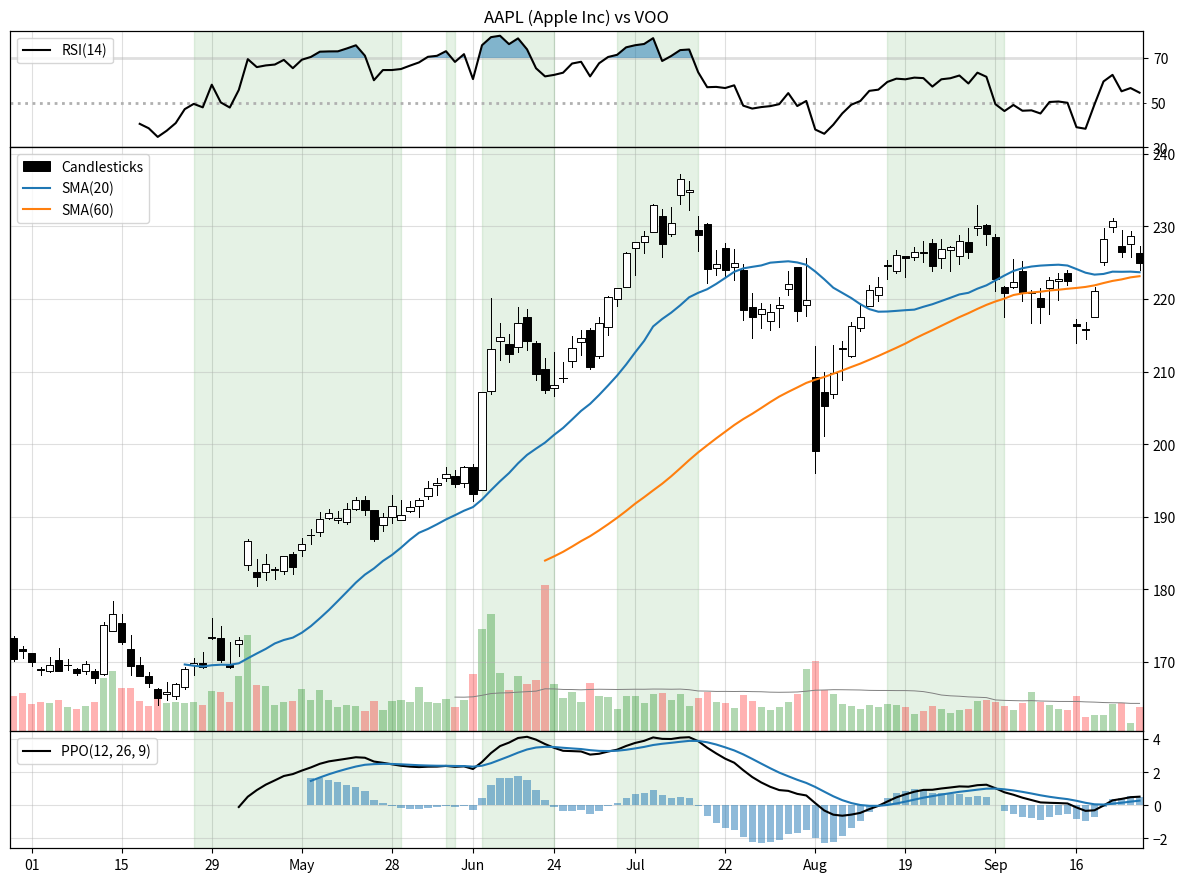 AAPL (Apple Inc) vs VOO
RSI(14)
70
50
30
Candlesticks
SMA(20)
SMA(60)
240
230
220
210
200
190
180
170
PPO(12, 26, 9)
4
2
0
−2
01 15 29 May 28 Jun 24 Jul 22 Aug 19 Sep 16